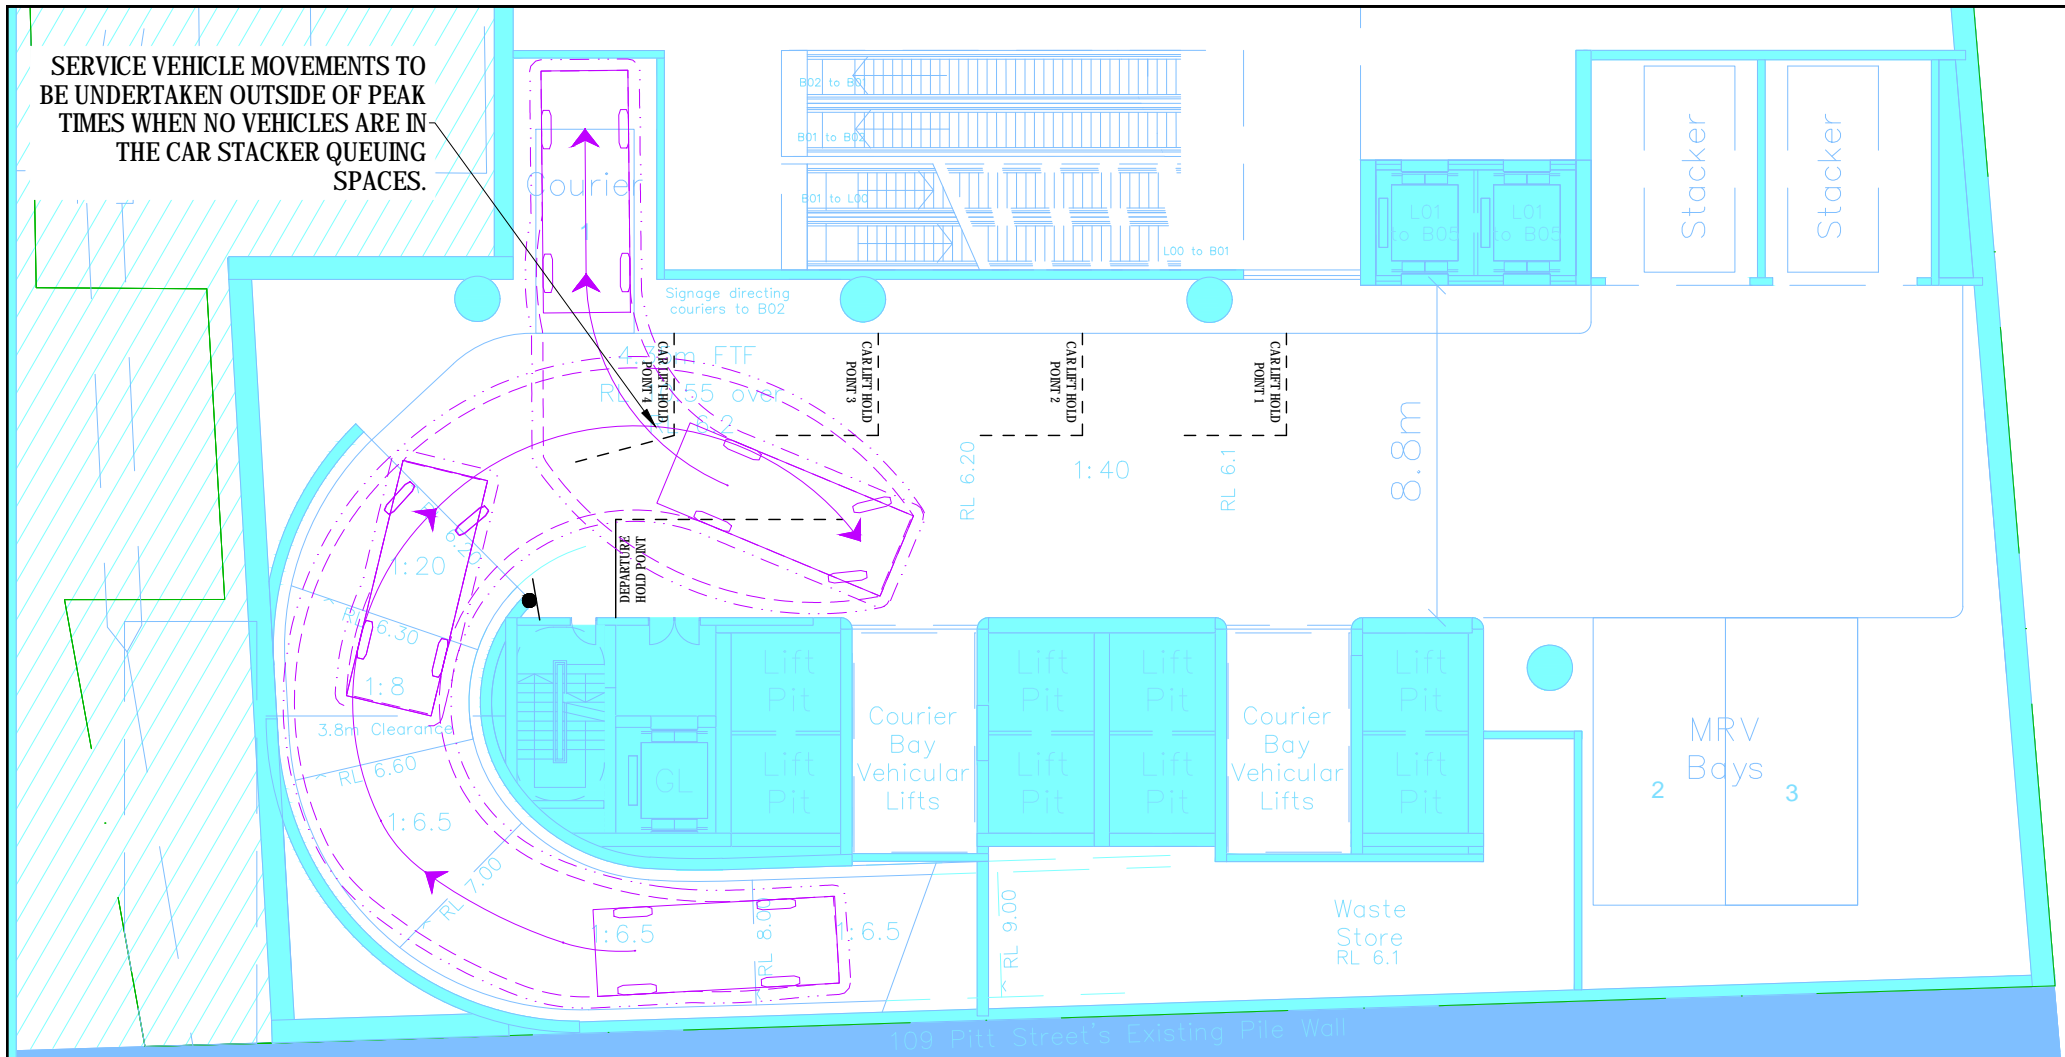 SERVICE VEHICLE MOVEMENTS TO
BE UNDERTAKEN OUTSIDE OF PEAK
TIMES WHEN NO VEHICLES ARE IN
THE CAR STACKER QUEUING
SPACES.
B02 to B01
B01 to B02
B01 to L00
L00 to B01
Courier
1
L01
to B05
L01
to B05
Stacker
Stacker
Signage directing
couriers to B02
FTF
over
6.2
CAR LIFT HOLD
POINT 4
CAR LIFT HOLD
POINT 3
CAR LIFT HOLD
POINT 2
CAR LIFT HOLD
POINT 1
RL 6.20
1:40
RL 6.1
8.8m
DEPARTURE
HOLD POINT
RL 6.20
1:20
RL 6.30
1:8
3.8m Clearance
RL 6.60
1:6.5
RL 7.00
1:6.5
RL 8.00
1:6.5
RL 9.00
GL
Lift
Pit
Lift
Pit
Courier
Bay
Vehicular
Lifts
Lift
Pit
Lift
Pit
Lift
Pit
Lift
Pit
Courier
Bay
Vehicular
Lifts
Lift
Pit
Lift
Pit
MRV
Bays
2
3
Waste
Store
RL 6.1
109 Pitt Street's Existing Pile Wall